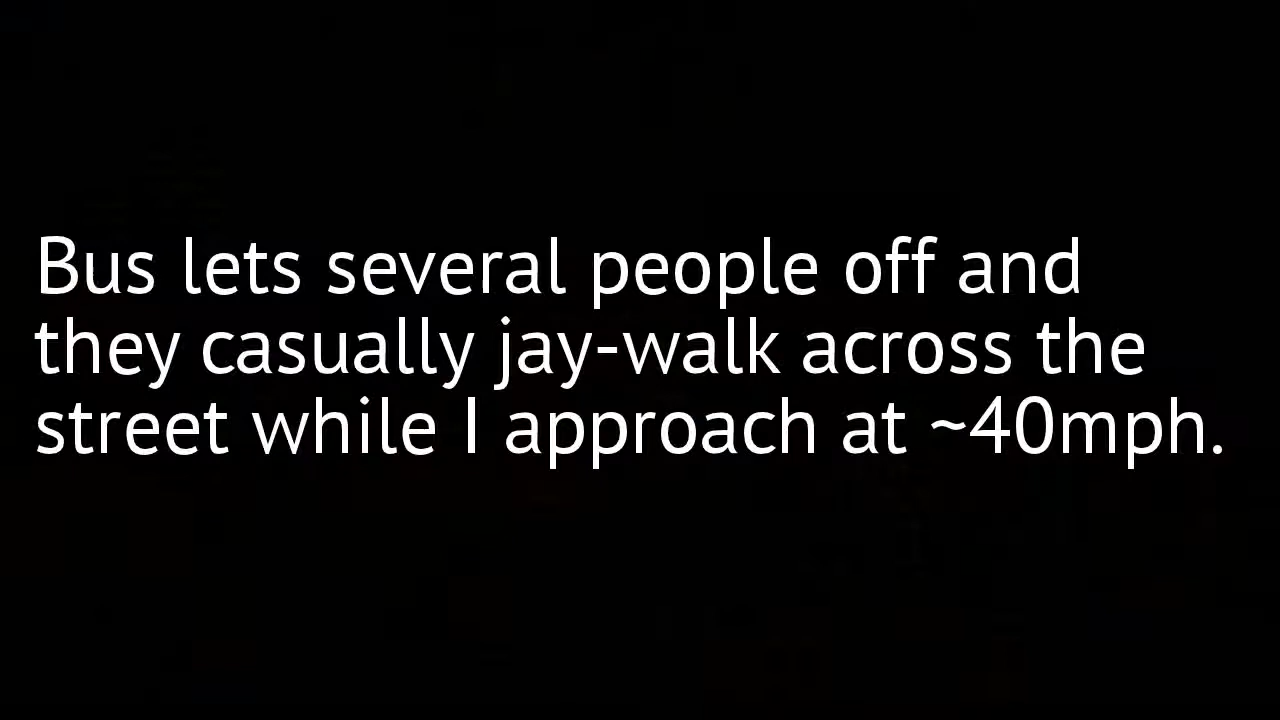 Bus lets several people off and
they casually jay-walk across the
street while I approach at ~40mph.